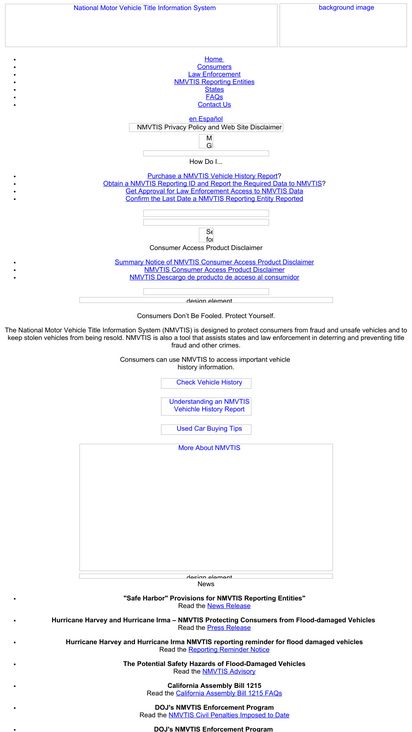 National Motor Vehicle Title Information System
background image
Home
Consumers
Law Enforcement
NMVTIS Reporting Entities
States
FAQs
Contact Us
en Español
NMVTIS Privacy Policy and Web Site Disclaimer
M
G
How Do I...
Purchase a NMVTIS Vehicle History Report?
Obtain a NMVTIS Reporting ID and Report the Required Data to NMVTIS?
Get Approval for Law Enforcement Access to NMVTIS Data
Confirm the Last Date a NMVTIS Reporting Entity Reported
Se
for
Consumer Access Product Disclaimer
Summary Notice of NMVTIS Consumer Access Product Disclaimer
NMVTIS Consumer Access Product Disclaimer
NMVTIS Descargo de producto de acceso al consumidor
design element
Consumers Don't Be Fooled. Protect Yourself.
The National Motor Vehicle Title Information System (NMVTIS) is designed to protect consumers from fraud and unsafe vehicles and to
keep stolen vehicles from being resold. NMVTIS is also a tool that assists states and law enforcement in deterring and preventing title
fraud and other crimes.
Consumers can use NMVTIS to access important vehicle
history information.
Check Vehicle History
Understanding an NMVTIS
Vehichle History Report
Used Car Buying Tips
More About NMVTIS
design element
News
"Safe Harbor" Provisions for NMVTIS Reporting Entities"
Read the News Release
Hurricane Harvey and Hurricane Irma – NMVTIS Protecting Consumers from Flood-damaged Vehicles
Read the Press Release
Hurricane Harvey and Hurricane Irma NMVTIS reporting reminder for flood damaged vehicles
Read the Reporting Reminder Notice
The Potential Safety Hazards of Flood-Damaged Vehicles
Read the NMVTIS Advisory
California Assembly Bill 1215
Read the California Assembly Bill 1215 FAQs
DOJ's NMVTIS Enforcement Program
Read the NMVTIS Civil Penalties Imposed to Date
DOJ's NMVTIS Enforcement Program